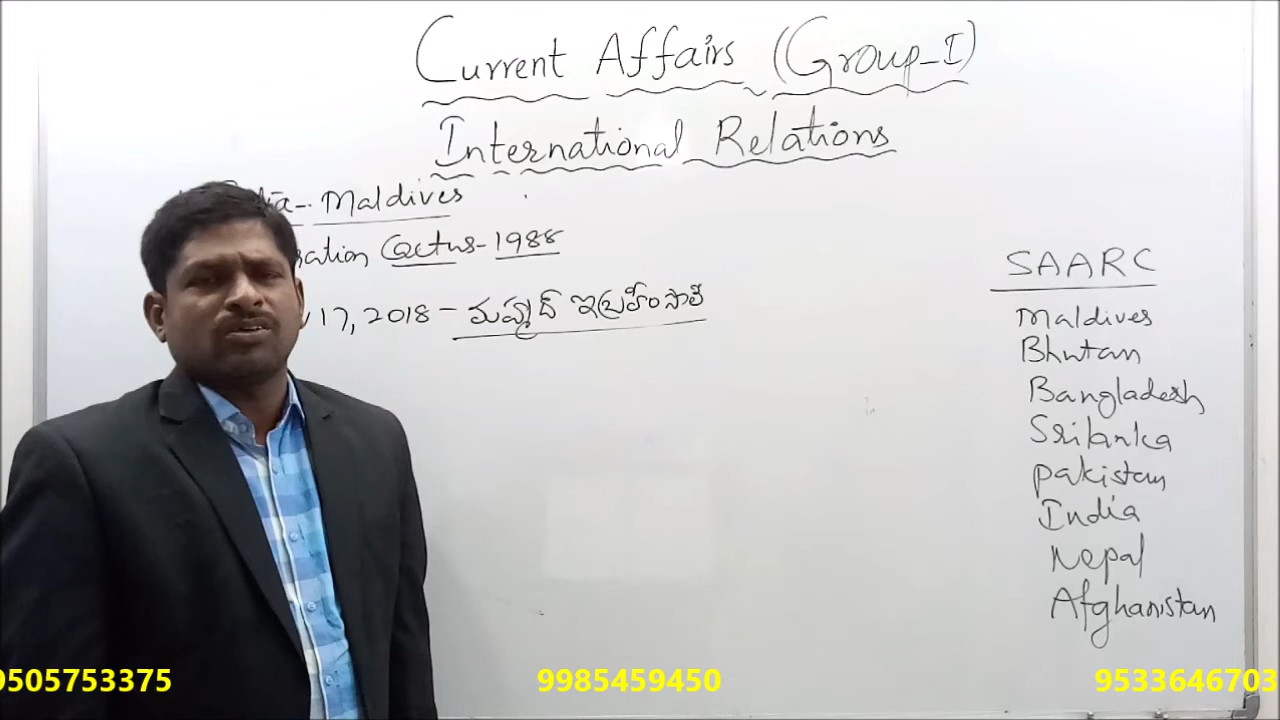 Current Affairs (Group-I)
International Relations
- Maldives
Cactus-1988
17, 2018 - మహ్మద్ ఇబ్రహీం సాలీ
SAARC
Maldives
Bhutan
Bangladesh
Srilanka
Pakistan
India
Nepal
Afghanistan
9505753375
9985459450
9533646703